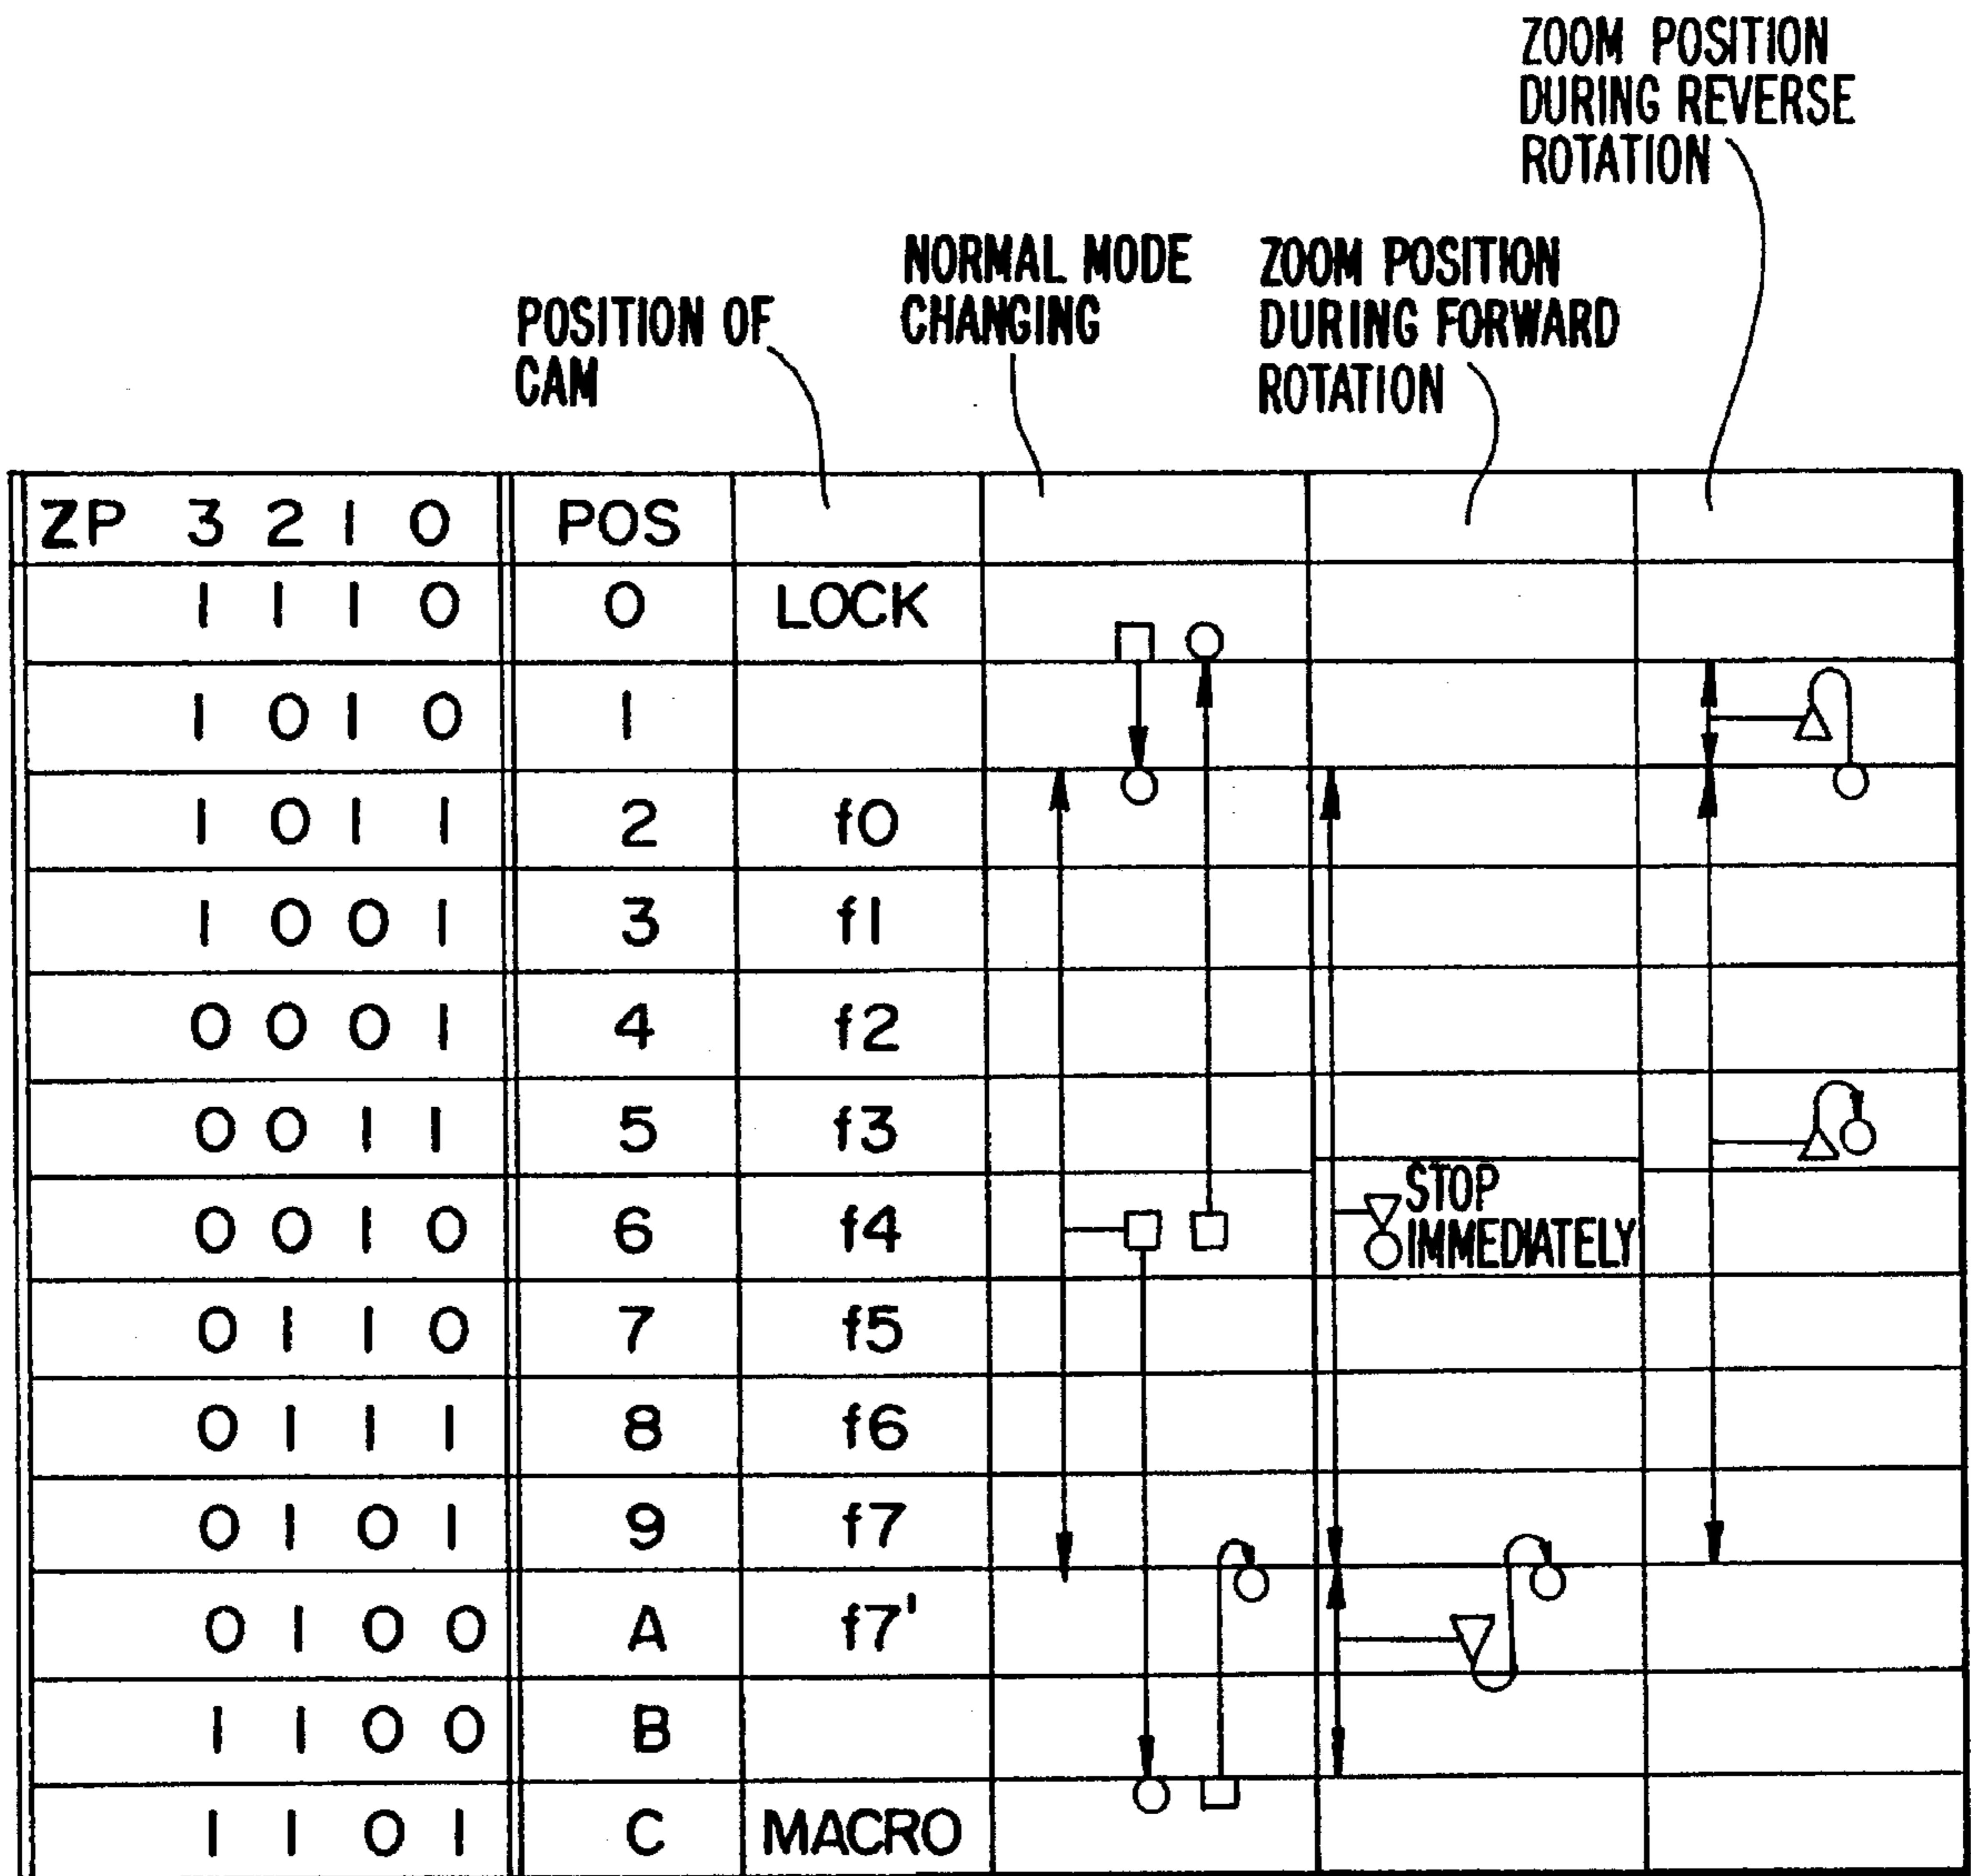 ZOOM POSITION
DURING REVERSE
ROTATION
NORMAL MODE
CHANGING
ZOOM POSITION
DURING FORWARD
ROTATION
POSITION OF
CAM
ZP 3 2 1 0 POS
1 1 1 0 0 LOCK
1 0 1 0 1
1 0 1 1 2 f0
1 0 0 1 3 f1
0 0 0 1 4 f2
0 0 1 1 5 f3
0 0 1 0 6 f4 STOP
IMMEDIATELY
0 1 1 0 7 f5
0 1 1 1 8 f6
0 1 0 1 9 f7
0 1 0 0 A f7'
1 1 0 0 B
1 1 0 1 C MACRO